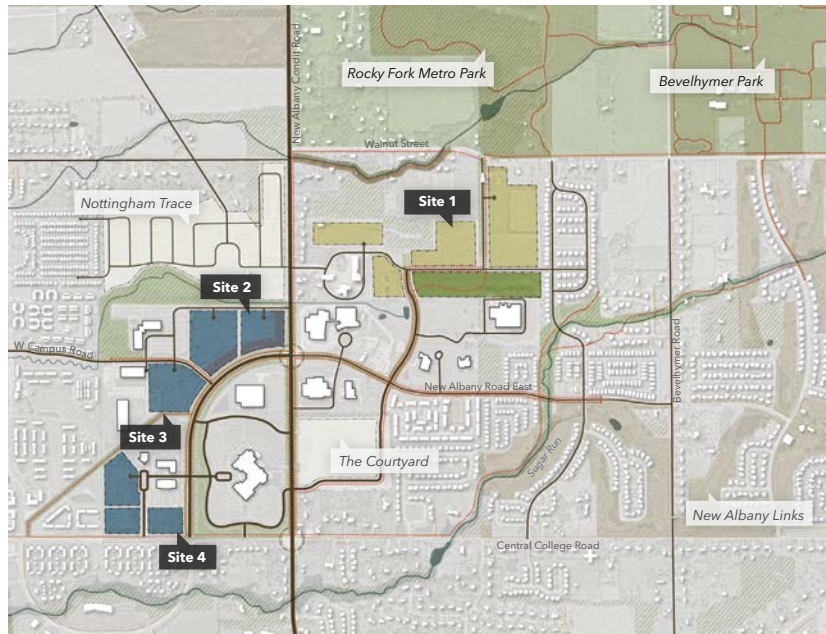 New Albany Condit Road
Rocky Fork Metro Park
Bevelhymer Park
Walnut Street
Nottingham Trace
Site 1
Site 2
W Campus Road
New Albany Road East
Bevelhymer Road
Site 3
The Courtyard
Sugar Run
New Albany Links
Central College Road
Site 4